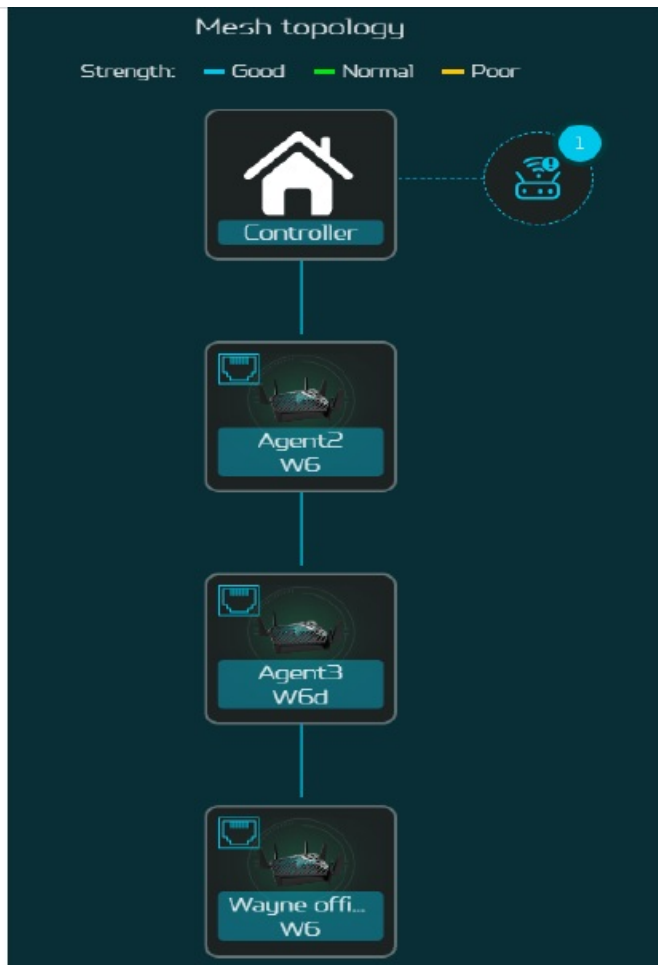 Mesh topology
Strength: Good Normal Poor
1
Controller
Agent2
W6
Agent3
W6d
Wayne offi...
W6